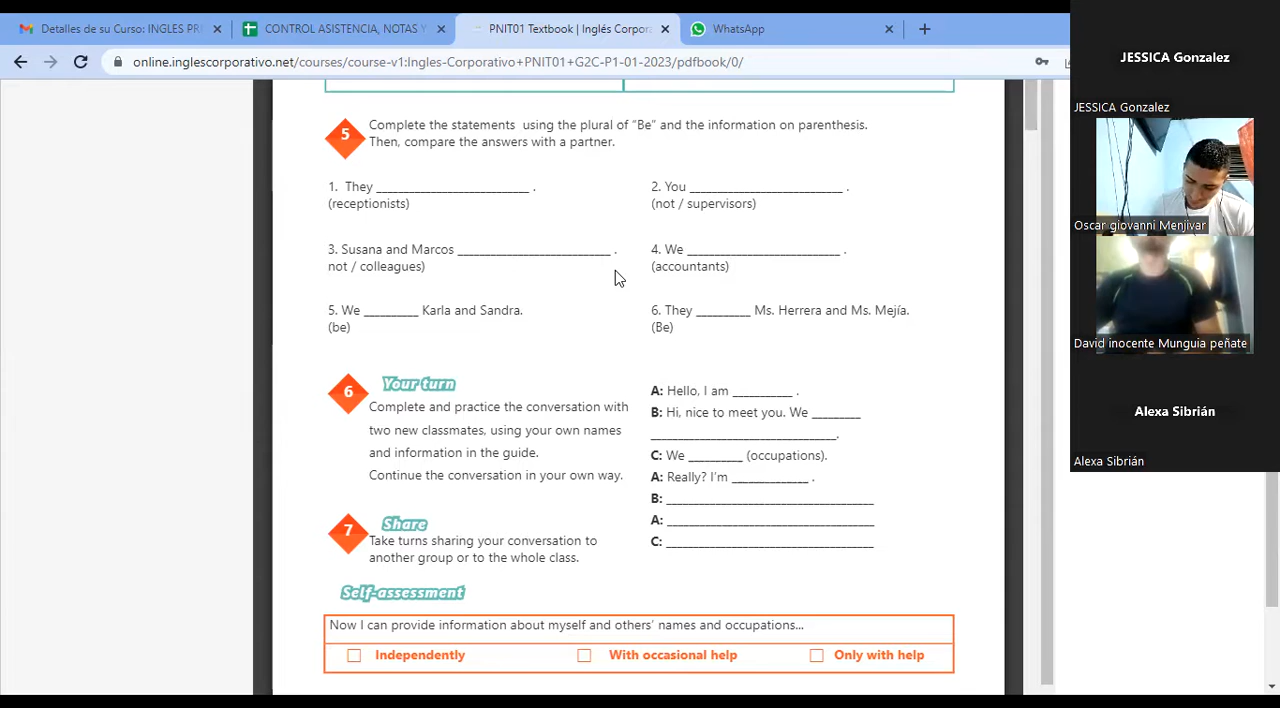 Detalles de su Curso: INGLES PR
CONTROL ASISTENCIA, NOTAS Y
PNIT01 Textbook | Inglés Corpor
WhatsApp
online.inglescorporativo.net/courses/course-v1:Ingles-Corporativo+PNIT01+G2C-P1-01-2023/pdfbook/0/
5
Complete the statements using the plural of “Be” and the information on parenthesis.
Then, compare the answers with a partner.
1. They ______________________ .
(receptionists)
2. You ______________________ .
(not / supervisors)
3. Susana and Marcos ______________________ .
not / colleagues)
4. We ______________________ .
(accountants)
5. We ________ Karla and Sandra.
(be)
6. They ________ Ms. Herrera and Ms. Mejía.
(Be)
6
Your turn
Complete and practice the conversation with
two new classmates, using your own names
and information in the guide.
Continue the conversation in your own way.
A: Hello, I am _________ .
B: Hi, nice to meet you. We _______
___________________________.
C: We ________ (occupations).
A: Really? I’m ___________ .
B: ______________________________
A: ______________________________
C: ______________________________
7
Share
Take turns sharing your conversation to
another group or to the whole class.
Self-assessment
Now I can provide information about myself and others’ names and occupations...
Independently
With occasional help
Only with help
JESSICA Gonzalez
JESSICA Gonzalez
Oscar giovanni Menjivar
David inocente Munguia peñate
Alexa Sibrián
Alexa Sibrián